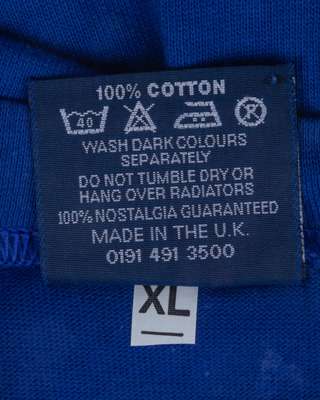 100% COTTON
40 P
WASH DARK COLOURS
SEPARATELY
DO NOT TUMBLE DRY OR
HANG OVER RADIATORS
100% NOSTALGIA GUARANTEED
MADE IN THE U.K.
0191 491 3500
XL